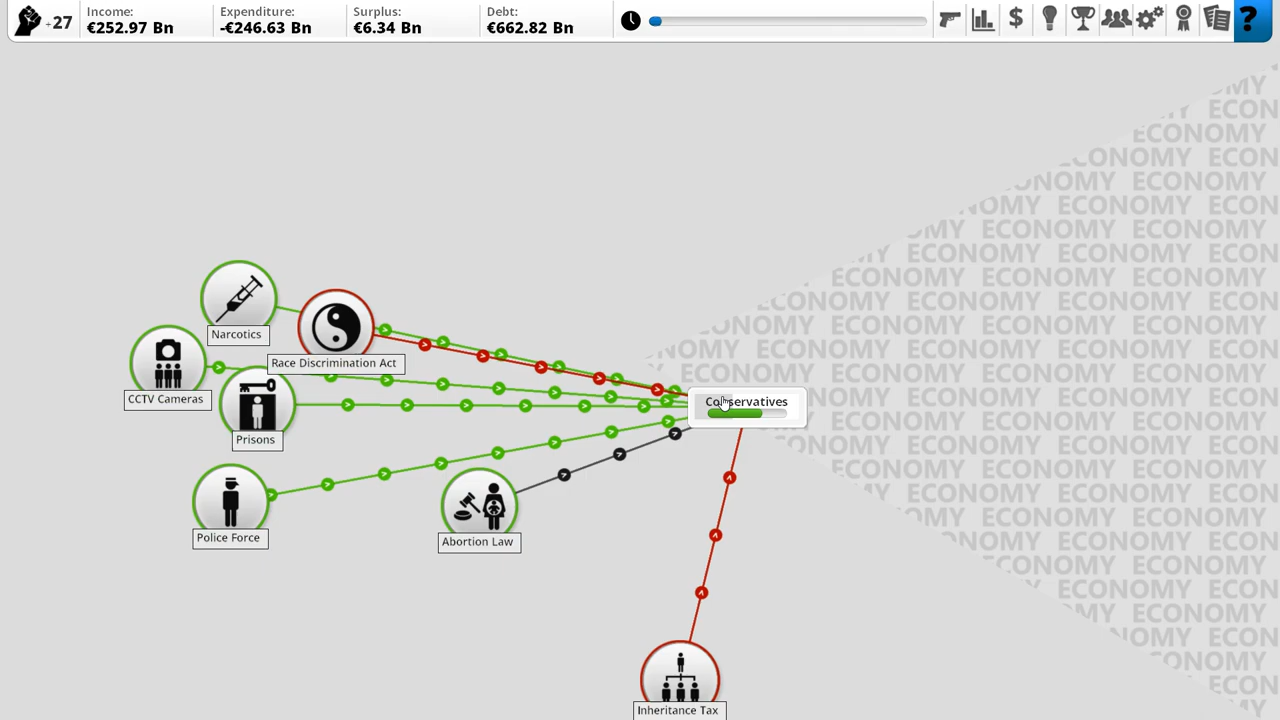 +27
Income:
€252.97 Bn
Expenditure:
-€246.63 Bn
Surplus:
€6.34 Bn
Debt:
€662.82 Bn
?
ECONOMY
Narcotics
Race Discrimination Act
CCTV Cameras
Prisons
Conservatives
Police Force
Abortion Law
Inheritance Tax